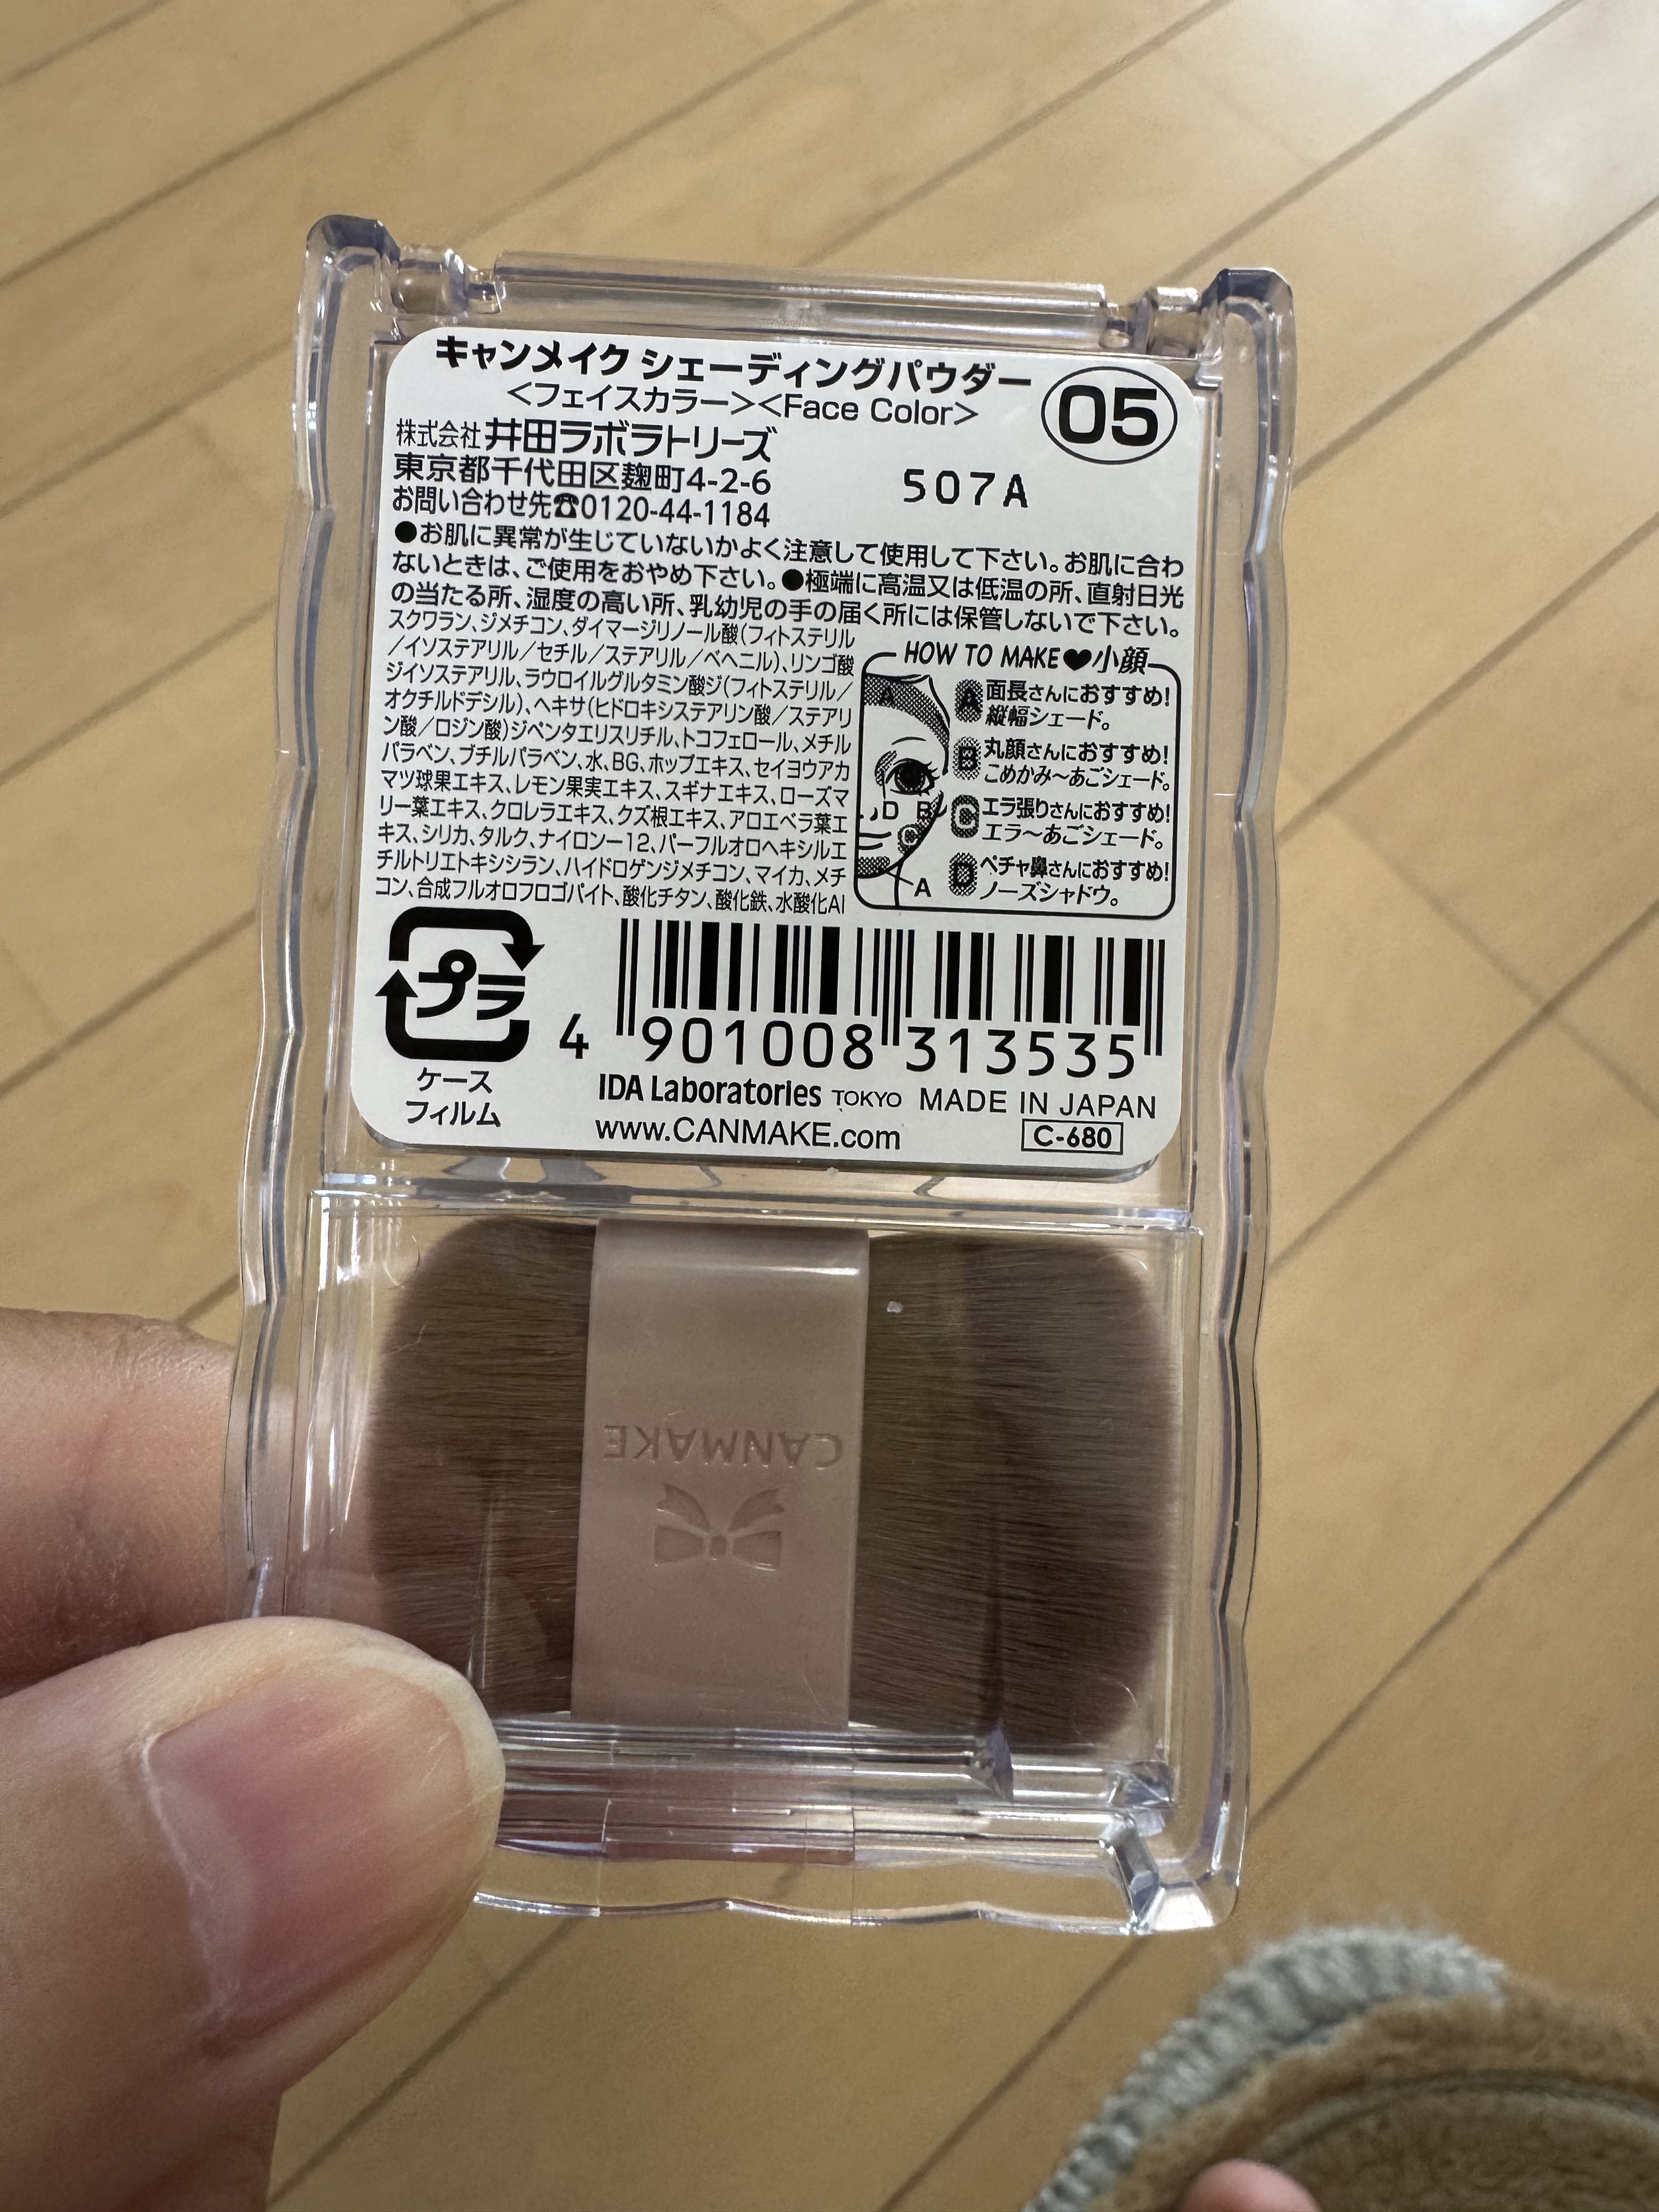 キャンメイク シェーディングパウダー
<フェイスカラー><Face Color>
05
株式会社 井田ラボラトリーズ
東京都千代田区麹町4-2-6
お問い合わせ先☎0120-44-1184
507A
●お肌に異常が生じていないかよく注意して使用して下さい。お肌に合わ
ないときは、ご使用をおやめ下さい。●極端に高温又は低温の所、直射日光
の当たる所、湿度の高い所、乳幼児の手の届く所には保管しないで下さい。
スクワラン、ジメチコン、ダイマージリノール酸(フィトステリル
/イソステアリル/セチル/ステアリル/ベヘニル)、リンゴ酸
ジイソステアリル、ラウロイルグルタミン酸ジ(フィトステリル/
オクチルドデシル)、ヘキサ(ヒドロキシステアリン酸/ステアリ
ン酸/ロジン酸)ジペンタエリスリチル、トコフェロール、メチル
パラベン、ブチルパラベン、水、BG、ホップエキス、セイヨウアカ
マツ球果エキス、レモン果実エキス、スギナエキス、ローズマ
リー葉エキス、クロレラエキス、クズ根エキス、アロエベラ葉エ
キス、シリカ、タルク、ナイロン-12、パーフルオロヘキシルエ
チルトリエトキシシラン、ハイドロゲンジメチコン、マイカ、メチ
コン、合成フルオロフロゴパイト、酸化チタン、酸化鉄、水酸化Al
HOW TO MAKE♥小顔
A
D B
C
A
A 面長さんにおすすめ!
縦幅シェード。
B 丸顔さんにおすすめ!
こめかみ~あごシェード。
C エラ張りさんにおすすめ!
エラ~あごシェード。
D ペチャ鼻さんにおすすめ!
ノーズシャドウ。
プラ
ケース
フィルム
4 901008 313535
IDA Laboratories TOKYO MADE IN JAPAN
www.CANMAKE.com
C-680
CANMAKE